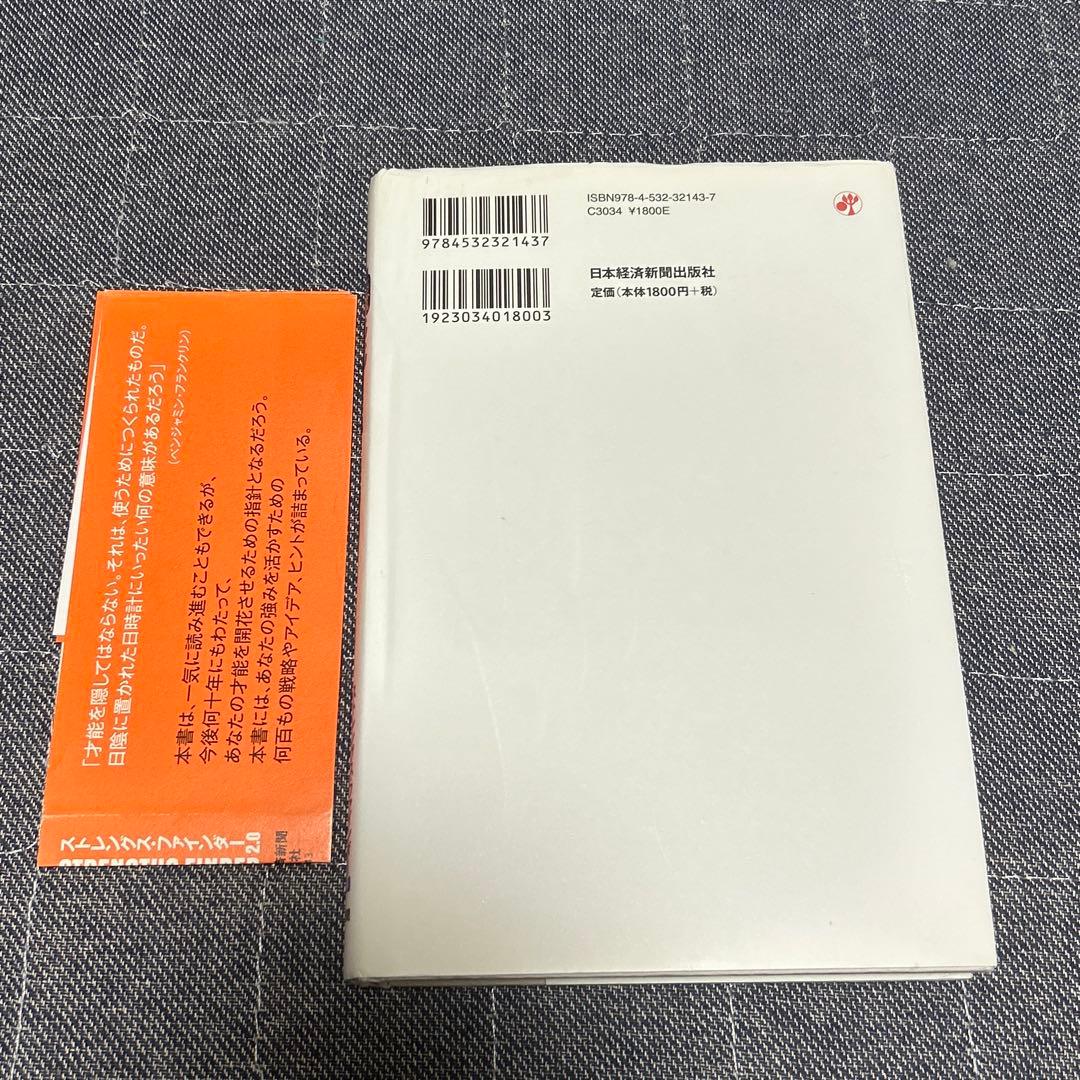 ISBN978-4-532-32143-7
C3034 ¥1800E
9784532321437
日本経済新聞出版社
定価(本体1800円+税)
1923034018003
「才能を隠してはならない。それは、使うためにつくられたものだ。
日陰に置かれた日時計にいったい何の意味があるだろう」
(ベンジャミン・フランクリン)
本書は、一気に読み進むこともできるが、
今後何十年にもわたって、
あなたの才能を開花させるための指針となるだろう。
本書には、あなたの強みを活かすための
何百もの戦略やアイデア、ヒントが詰まっている。
ストレングス・ファインダー
2.0